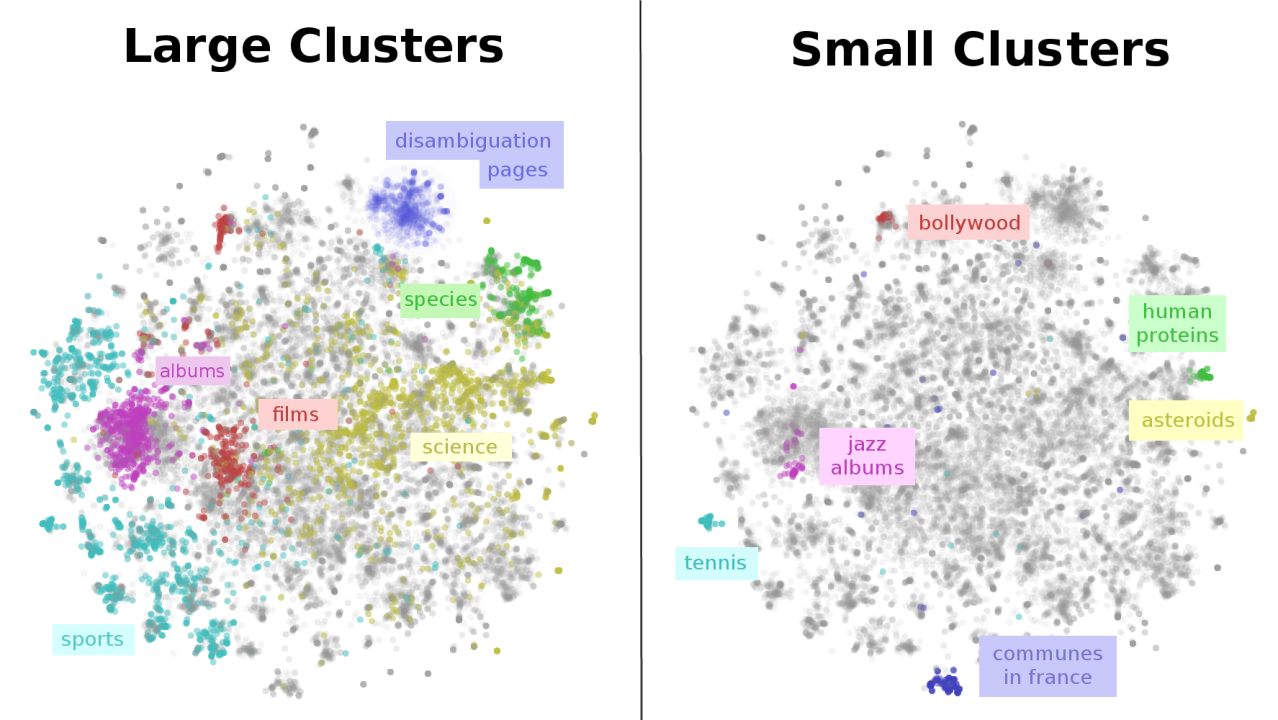 Large Clusters
disambiguation
pages
species
albums
films
science
sports
Small Clusters
bollywood
human
proteins
asteroids
jazz
albums
tennis
communes
in france